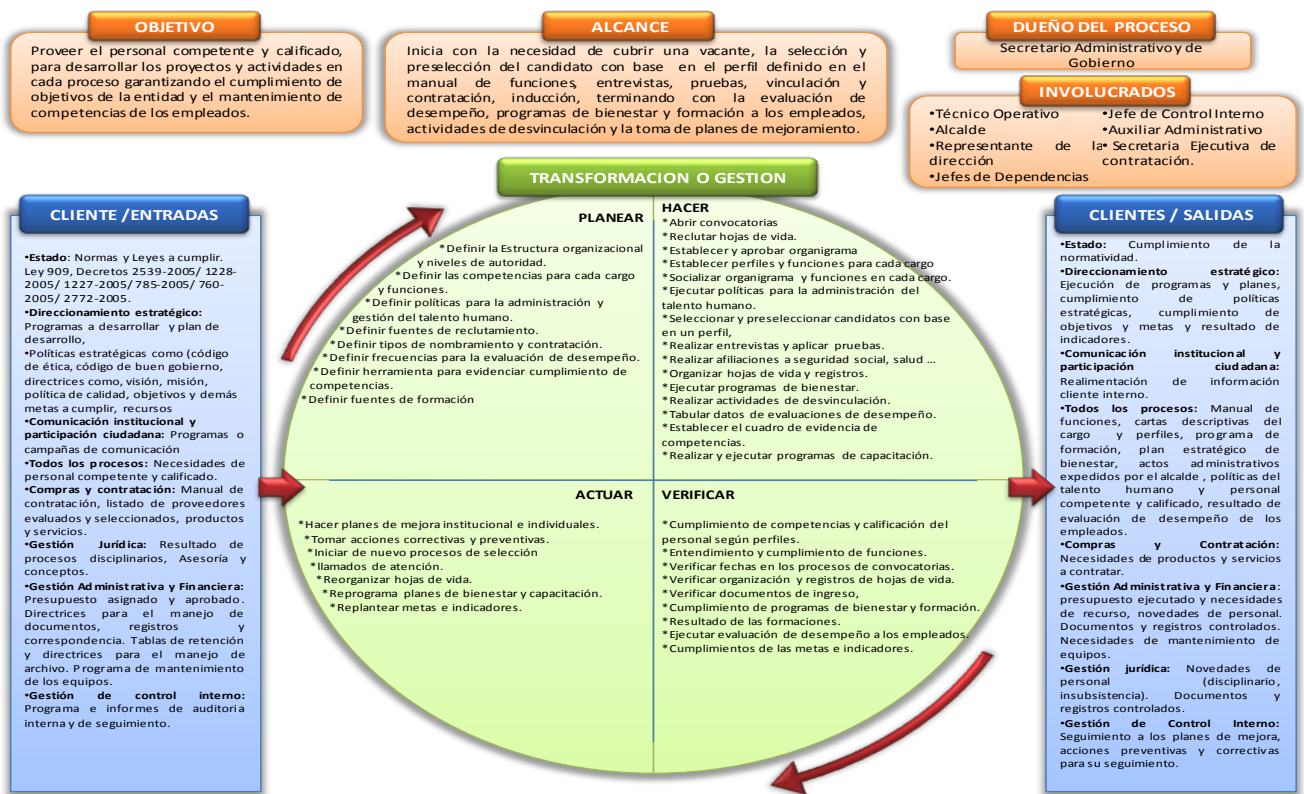 OBJETIVO
Proveer el personal competente y calificado,
para desarrollar los proyectos y actividades en
cada proceso garantizando el cumplimiento de
objetivos de la entidad y el mantenimiento de
competencias de los empleados.
ALCANCE
Inicia con la necesidad de cubrir una vacante, la selección y
preselección del candidato con base en el perfil definido en el
manual de funciones, entrevistas, pruebas, vinculación y
contratación, inducción, terminando con la evaluación de
desempeño, programas de bienestar y formación a los empleados,
actividades de desvinculación y la toma de planes de mejoramiento.
DUEÑO DEL PROCESO
Secretario Administrativo y de
Gobierno
INVOLUCRADOS
•Técnico Operativo
•Alcalde
•Representante de la
dirección
•Jefes de Dependencias
•Jefe de Control Interno
•Auxiliar Administrativo
• Secretaria Ejecutiva de
contratación.
TRANSFORMACION O GESTION
CLIENTE /ENTRADAS
•Estado: Normas y Leyes a cumplir.
Ley 909, Decretos 2539-2005/ 1228-
2005/ 1227-2005/ 785-2005/ 760-
2005/ 2772-2005.
•Direccionamiento estratégico:
Programas a desarrollar y plan de
desarrollo,
•Políticas estratégicas como (código
de ética, código de buen gobierno,
directrices como, visión, misión,
política de calidad, objetivos y demás
metas a cumplir, recursos
•Comunicación institucional y
participación ciudadana: Programas o
campañas de comunicación
•Todos los procesos: Necesidades de
personal competente y calificado.
•Compras y contratación: Manual de
contratación, listado de proveedores
evaluados y seleccionados, productos
y servicios.
•Gestión Jurídica: Resultado de
procesos disciplinarios, Asesoría y
conceptos.
•Gestión Administrativa y Financiera:
Presupuesto asignado y aprobado.
Directrices para el manejo de
documentos, registros y
correspondencia. Tablas de retención
y directrices para el manejo de
archivo. Programa de mantenimiento
de los equipos.
•Gestión de control interno:
Programa e informes de auditoria
interna y de seguimiento.
PLANEAR
*Definir la Estructura organizacional
y niveles de autoridad.
*Definir las competencias para cada cargo
y funciones.
*Definir políticas para la administración y
gestión del talento humano.
*Definir fuentes de reclutamiento.
*Definir tipos de nombramiento y contratación.
*Definir frecuencias para la evaluación de desempeño.
*Definir herramienta para evidenciar cumplimiento de
competencias.
*Definir fuentes de formación
HACER
*Abrir convocatorias
*Reclutar hojas de vida.
*Establecer y aprobar organigrama
*Establecer perfiles y funciones para cada cargo
*Socializar organigrama y funciones en cada cargo.
*Ejecutar políticas para la administración del
talento humano.
*Seleccionar y preseleccionar candidatos con base
en un perfil,
*Realizar entrevistas y aplicar pruebas.
*Realizar afiliaciones a seguridad social, salud ...
*Organizar hojas de vida y registros.
*Ejecutar programas de bienestar.
*Realizar actividades de desvinculación.
*Tabular datos de evaluaciones de desempeño.
*Establecer el cuadro de evidencia de
competencias.
*Realizar y ejecutar programas de capacitación.
ACTUAR
*Hacer planes de mejora institucional e individuales.
*Tomar acciones correctivas y preventivas.
*Iniciar de nuevo procesos de selección
*llamados de atención.
*Reorganizar hojas de vida.
*Reprograma planes de bienestar y capacitación.
*Replantear metas e indicadores.
VERIFICAR
*Cumplimiento de competencias y calificación del
personal según perfiles.
*Entendimiento y cumplimiento de funciones.
*Verificar fechas en los procesos de convocatorias.
*Verificar organización y registros de hojas de vida.
*Verificar documentos de ingreso,
*Cumplimiento de programas de bienestar y formación.
*Resultado de las formaciones.
*Ejecutar evaluación de desempeño a los empleados.
*Cumplimientos de las metas e indicadores.
CLIENTES / SALIDAS
•Estado: Cumplimiento de la
normatividad.
•Direccionamiento estratégico:
Ejecución de programas y planes,
cumplimiento de políticas
estratégicas, cumplimiento de
objetivos y metas y resultado de
indicadores.
•Comunicación institucional y
participación ciudadana:
Realimentación de información
cliente interno.
•Todos los procesos: Manual de
funciones, cartas descriptivas del
cargo y perfiles, programa de
formación, plan estratégico de
bienestar, actos administrativos
expedidos por el alcalde , políticas del
talento humano y personal
competente y calificado, resultado de
evaluación de desempeño de los
empleados.
•Compras y Contratación:
Necesidades de productos y servicios
a contratar.
•Gestión Administrativa y Financiera:
presupuesto ejecutado y necesidades
de recurso, novedades de personal.
Documentos y registros controlados.
Necesidades de mantenimiento de
equipos.
•Gestión jurídica: Novedades de
personal (disciplinario,
insubsistencia). Documentos y
registros controlados.
•Gestión de Control Interno:
Seguimiento a los planes de mejora,
acciones preventivas y correctivas
para su seguimiento.